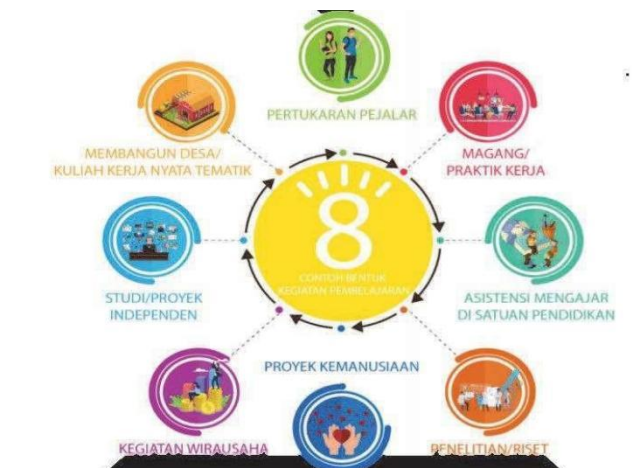 PERTUKARAN PEJALAR
MAGANG/
PRAKTIK KERJA
ASISTENSI MENGAJAR
DI SATUAN PENDIDIKAN
PENELITIAN/RISET
PROYEK KEMANUSIAAN
KEGIATAN WIRAUSAHA
STUDI/PROYEK
INDEPENDEN
MEMBANGUN DESA/
KULIAH KERJA NYATA TEMATIK
8
CONTOH BENTUK
KEGIATAN PEMBELAJARAN